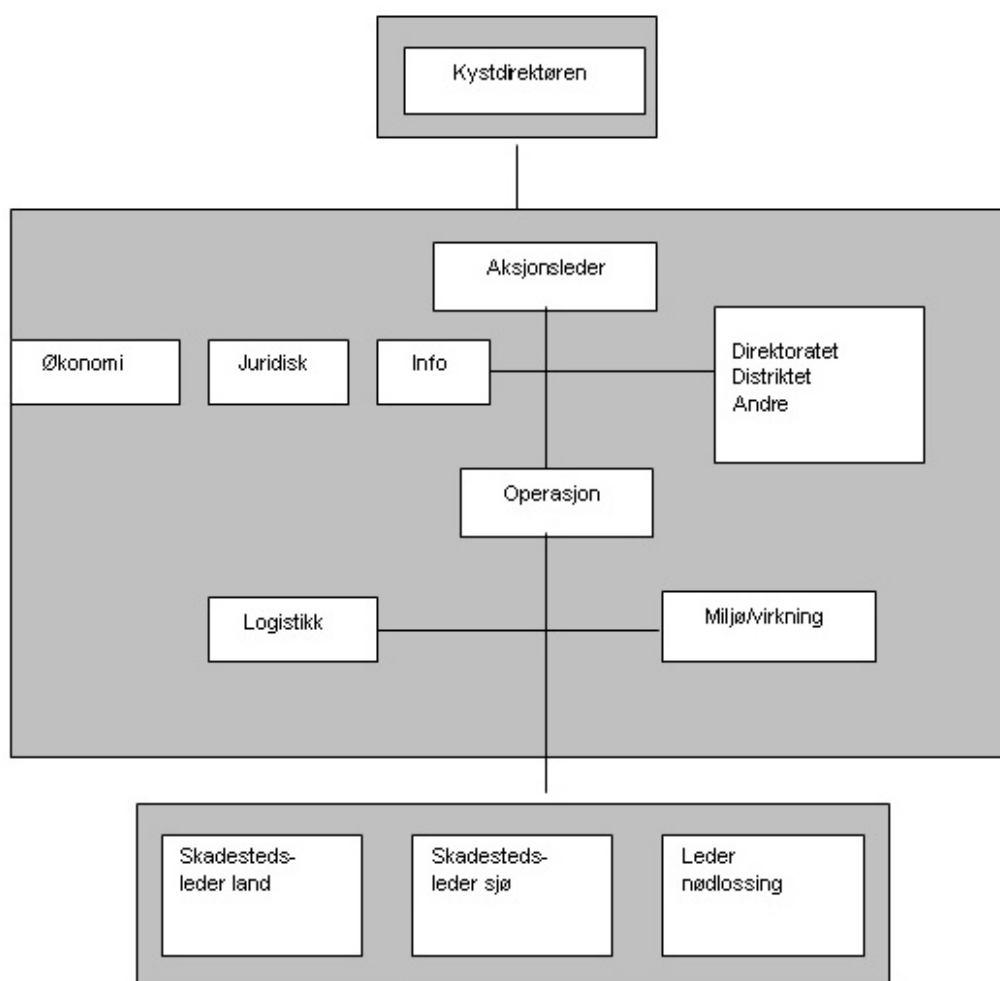 Kystdirektøren
Aksjonsleder
Økonomi
Juridisk
Info
Direktoratet
Distriktet
Andre
Operasjon
Logistikk
Miljø/virkning
Skadesteds-
leder land
Skadesteds-
leder sjø
Leder
nødlossing